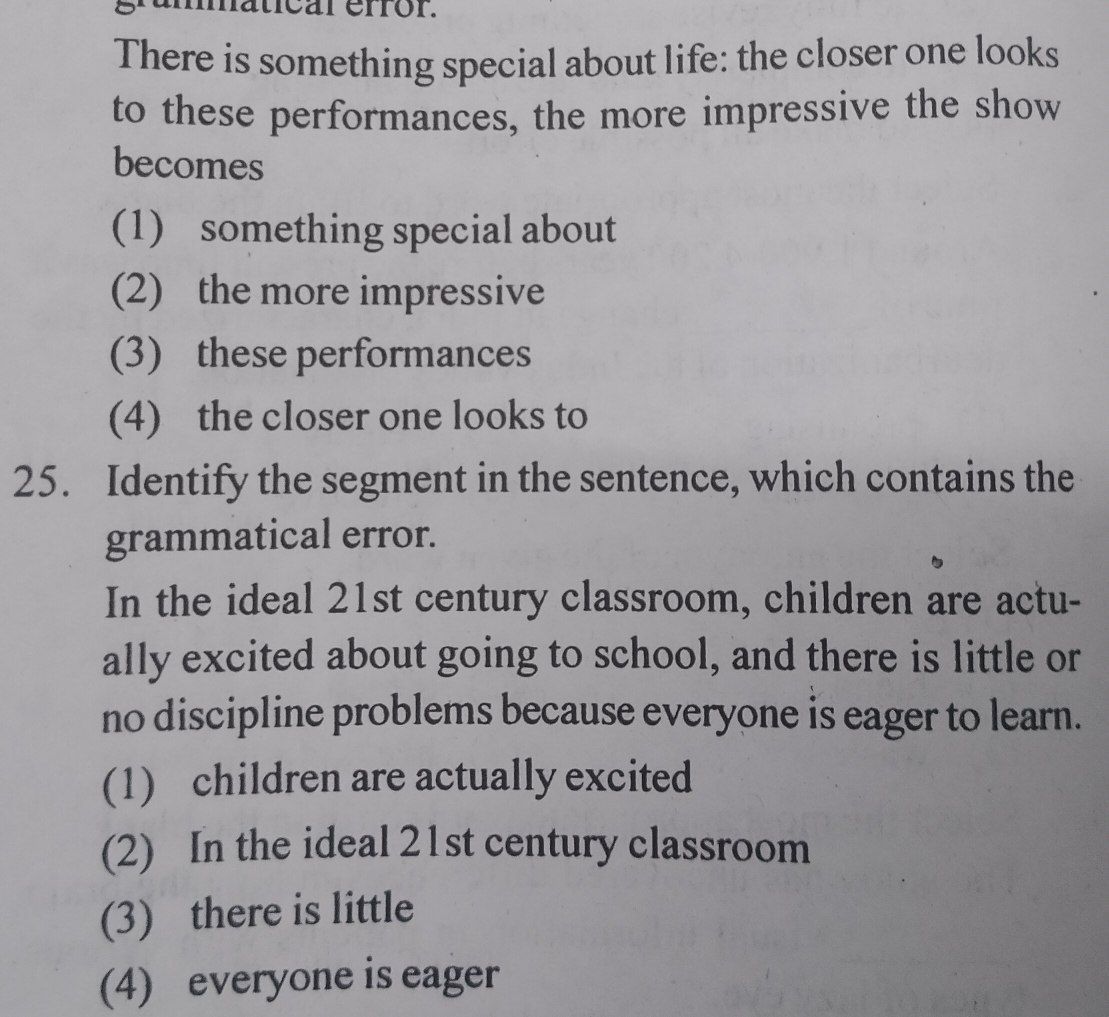 grammatical error.
There is something special about life: the closer one looks
to these performances, the more impressive the show
becomes
(1) something special about
(2) the more impressive
(3) these performances
(4) the closer one looks to
25. Identify the segment in the sentence, which contains the
grammatical error.
In the ideal 21st century classroom, children are actu-
ally excited about going to school, and there is little or
no discipline problems because everyone is eager to learn.
(1) children are actually excited
(2) In the ideal 21st century classroom
(3) there is little
(4) everyone is eager